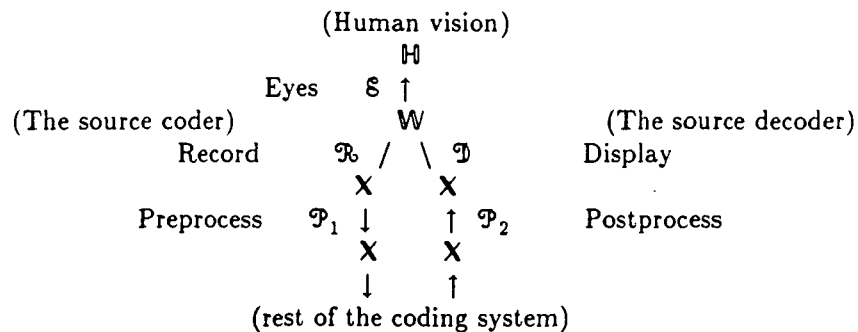 (Human vision)
ℍ
Eyes ℰ ↑
(The source coder) 𝕎 (The source decoder)
Record ℛ / \ 𝒟 Display
𝕏 𝕏
Preprocess 𝒫₁ ↓ ↑ 𝒫₂ Postprocess
𝕏 𝕏
↓ ↑
(rest of the coding system)